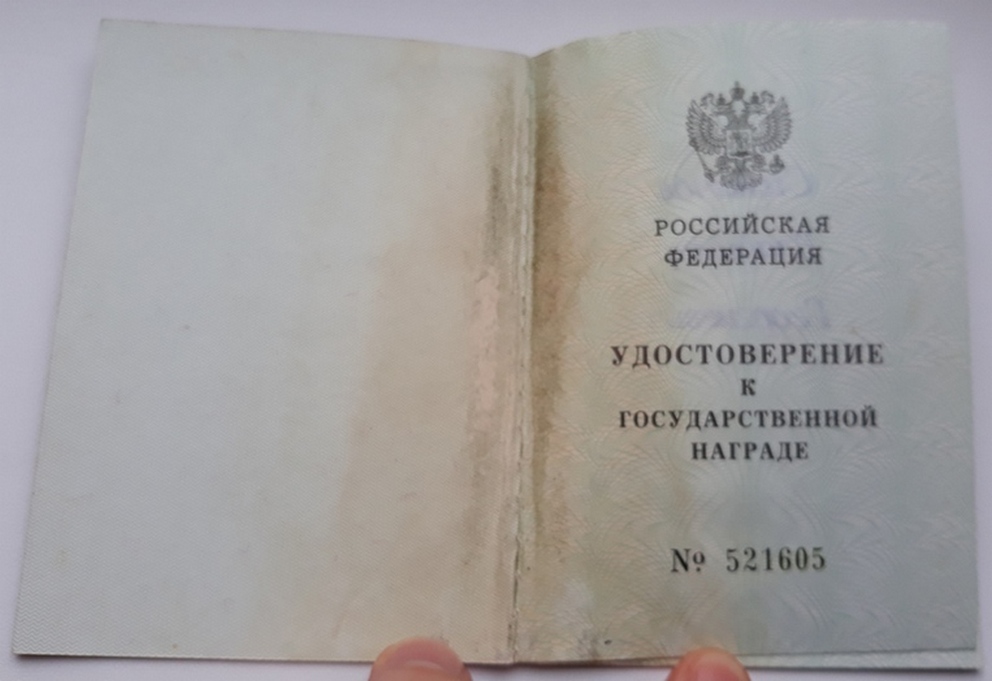 РОССИЙСКАЯ
ФЕДЕРАЦИЯ
УДОСТОВЕРЕНИЕ
К
ГОСУДАРСТВЕННОЙ
НАГРАДЕ
№ 521605